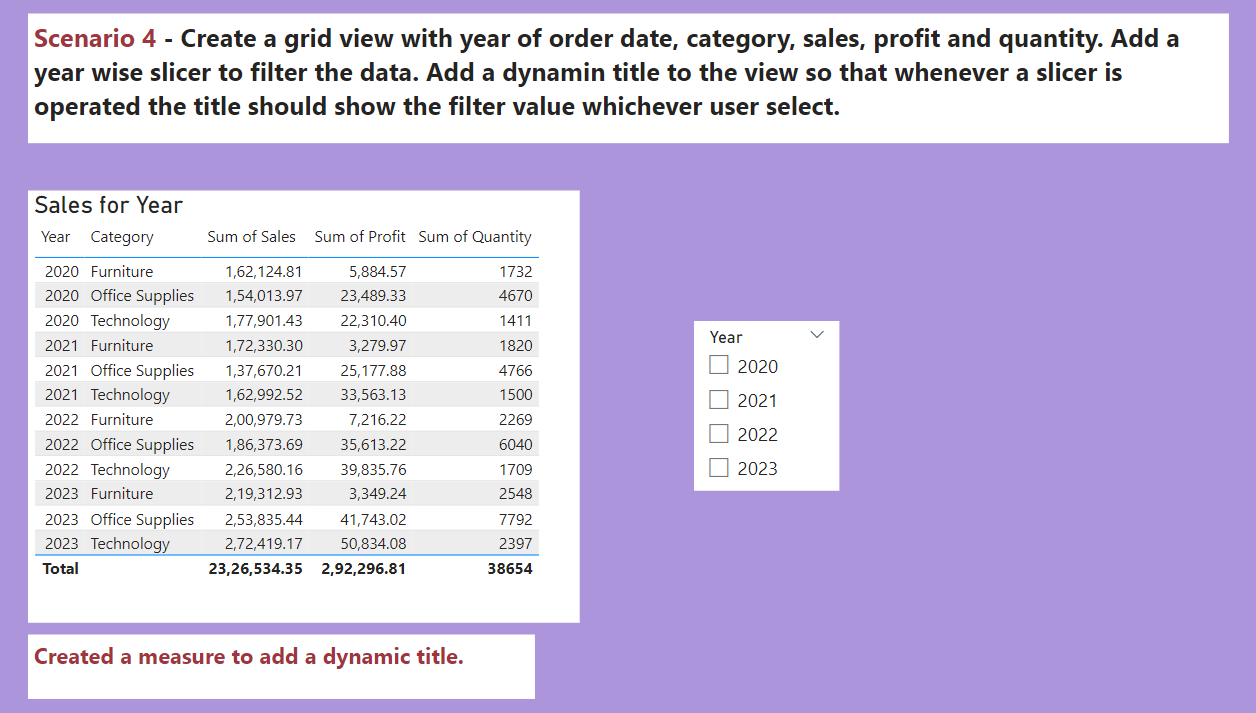 Scenario 4 - Create a grid view with year of order date, category, sales, profit and quantity. Add a
year wise slicer to filter the data. Add a dynamin title to the view so that whenever a slicer is
operated the title should show the filter value whichever user select.
Sales for Year
Year Category Sum of Sales Sum of Profit Sum of Quantity
2020 Furniture 1,62,124.81 5,884.57 1732
2020 Office Supplies 1,54,013.97 23,489.33 4670
2020 Technology 1,77,901.43 22,310.40 1411
2021 Furniture 1,72,330.30 3,279.97 1820
2021 Office Supplies 1,37,670.21 25,177.88 4766
2021 Technology 1,62,992.52 33,563.13 1500
2022 Furniture 2,00,979.73 7,216.22 2269
2022 Office Supplies 1,86,373.69 35,613.22 6040
2022 Technology 2,26,580.16 39,835.76 1709
2023 Furniture 2,19,312.93 3,349.24 2548
2023 Office Supplies 2,53,835.44 41,743.02 7792
2023 Technology 2,72,419.17 50,834.08 2397
Total 23,26,534.35 2,92,296.81 38654
Year
2020
2021
2022
2023
Created a measure to add a dynamic title.